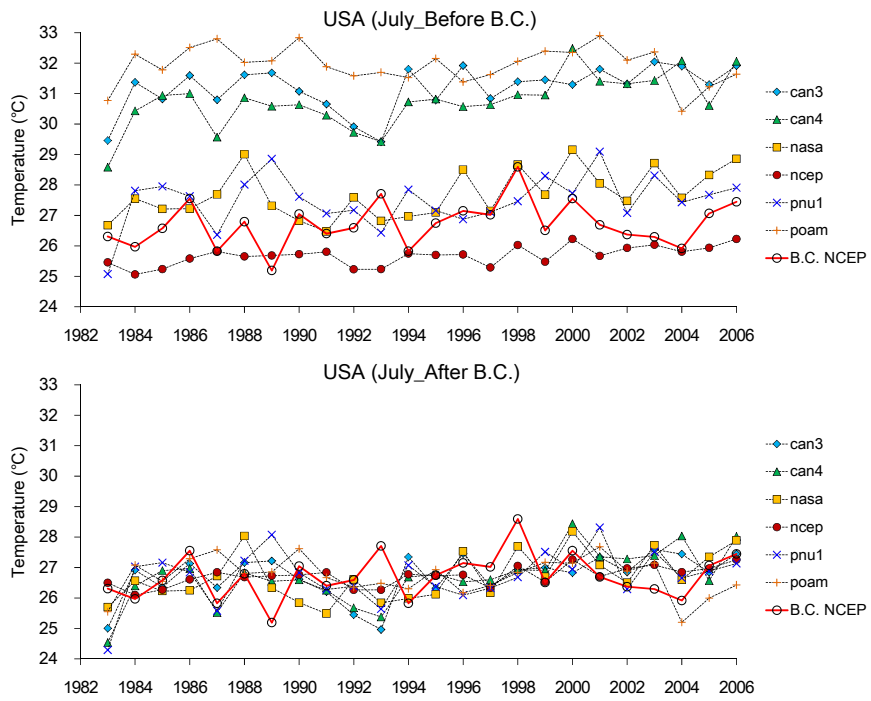 USA (July_Before B.C.)
Temperature (°C)
33
32
31
30
29
28
27
26
25
24
1982 1984 1986 1988 1990 1992 1994 1996 1998 2000 2002 2004 2006
can3
can4
nasa
ncep
pnu1
poam
B.C. NCEP
USA (July_After B.C.)
Temperature (°C)
33
32
31
30
29
28
27
26
25
24
1982 1984 1986 1988 1990 1992 1994 1996 1998 2000 2002 2004 2006
can3
can4
nasa
ncep
pnu1
poam
B.C. NCEP